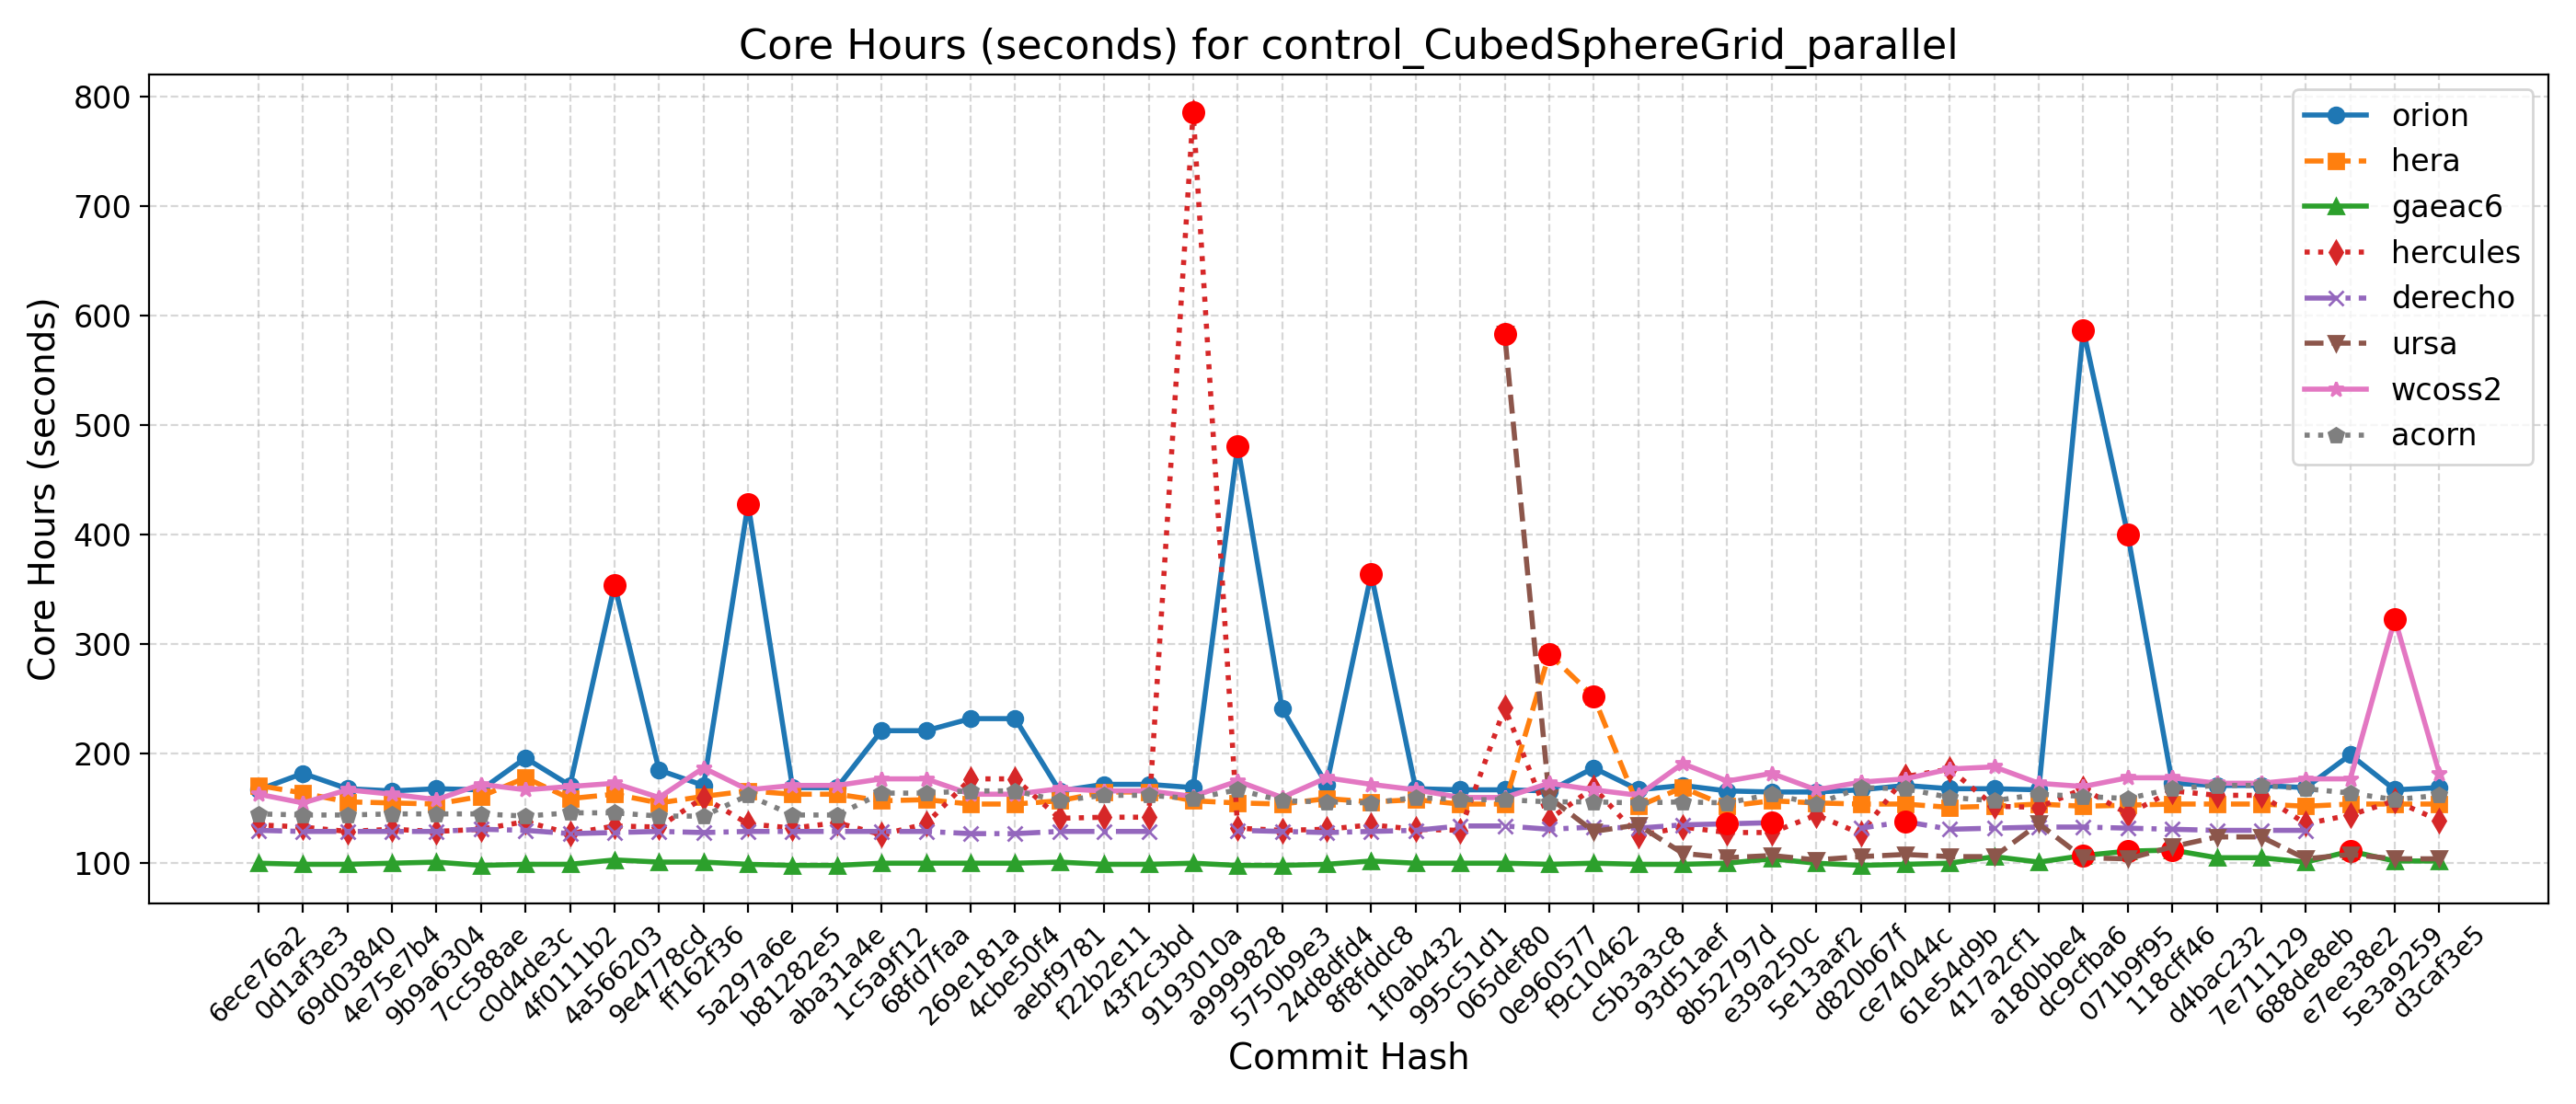 Core Hours (seconds) for control_CubedSphereGrid_parallel
Core Hours (seconds)
800
700
600
500
400
300
200
100
orion
hera
gaeac6
hercules
derecho
ursa
wcoss2
acorn
6ece76a2
0d1af3e3
69d03840
4e75e7b4
9b9a6304
7cc588ae
c0d4de3c
4f0111b2
4a566203
9e4778cd
ff162f36
5a297a6e
b81282e5
aba31a4e
1c5a9f12
68fd7faa
269e181a
4cbe50f4
aebf9781
f22b2e11
43f2c3bd
9193010a
a9999828
5750b9e3
24d8dfd4
8f8fddc8
1f0ab432
995c51d1
065def80
0e960577
f9c10462
c5b3a3c8
93d51aef
8b52797d
e39a250c
5e13aaf2
d820b67f
ce74044c
61e54d9b
417a2cf1
a180bbe4
dc9cfba6
071b9f95
118cff46
d4bac232
7e711129
688de8eb
e7ee38e2
5e3a9259
d3caf3e5
Commit Hash